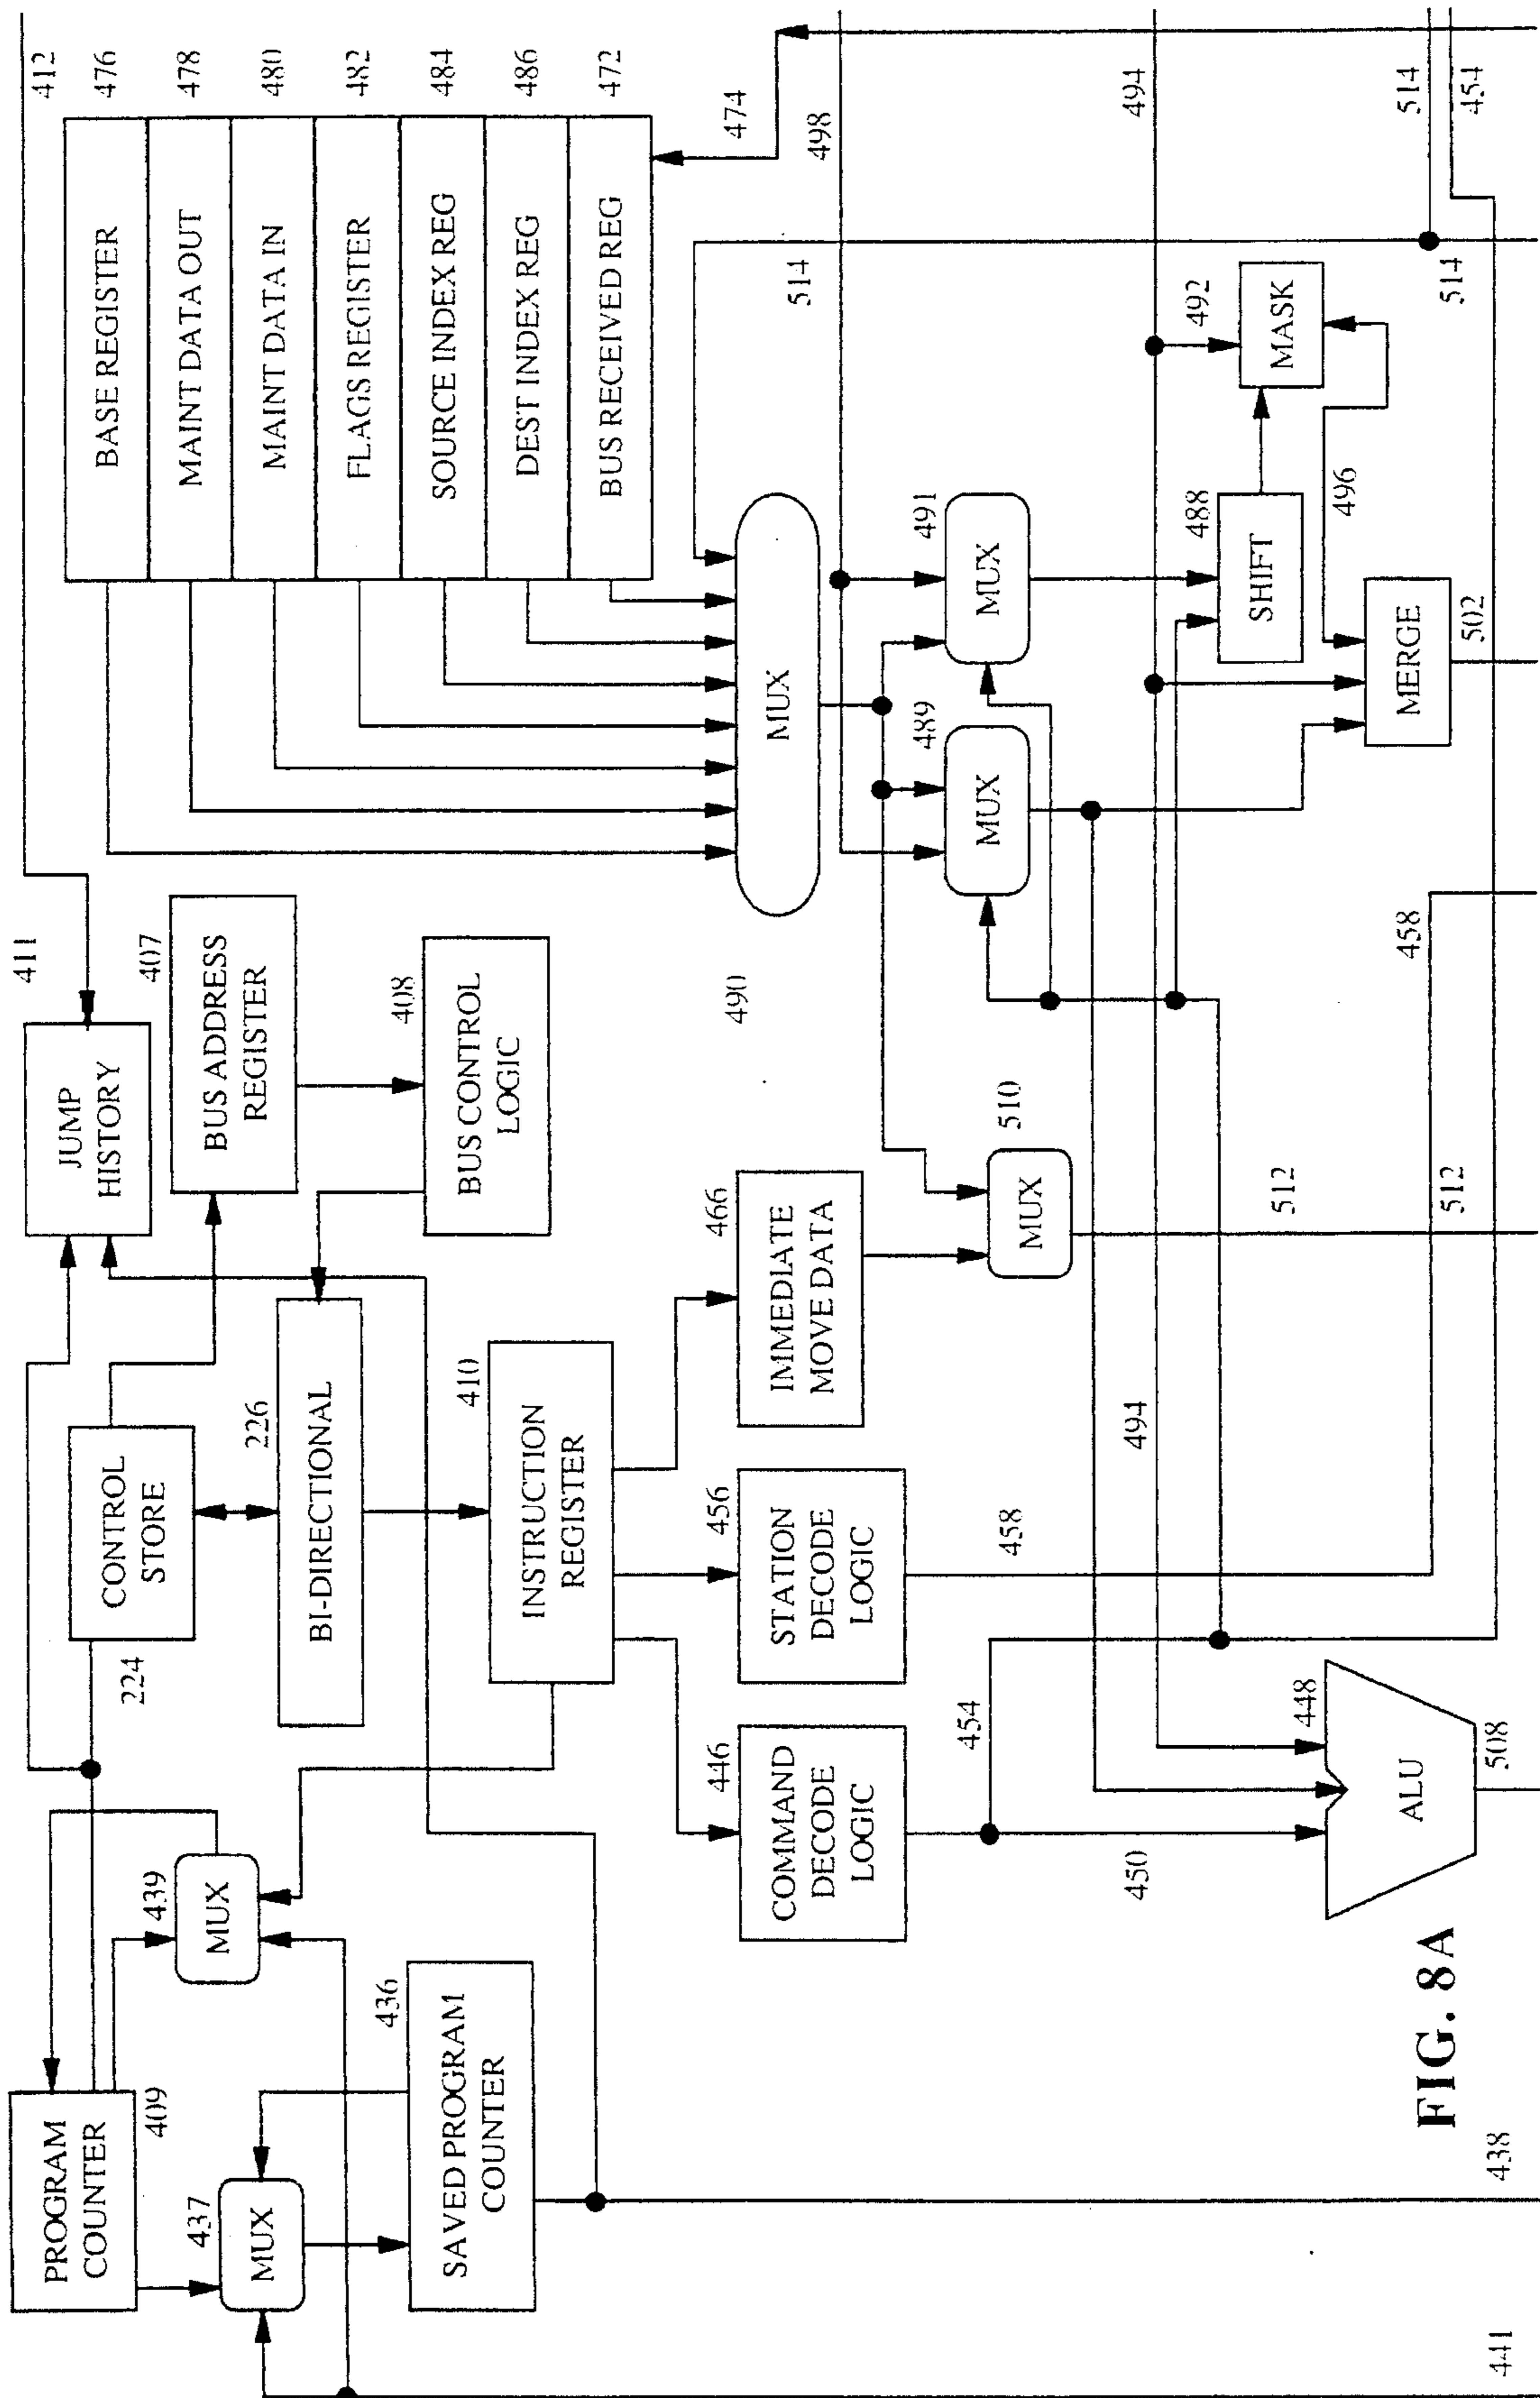 PROGRAM
COUNTER
409
MUX
439
437
MUX
SAVED PROGRAM
COUNTER
436
441
438
224
CONTROL
STORE
226
BI-DIRECTIONAL
410
INSTRUCTION
REGISTER
411
JUMP
HISTORY
412
407
BUS ADDRESS
REGISTER
408
BUS CONTROL
LOGIC
446
COMMAND
DECODE
LOGIC
456
STATION
DECODE
LOGIC
466
IMMEDIATE
MOVE DATA
454
458
450
494
448
ALU
508
510
MUX
512
512
458
BASE REGISTER
476
MAINT DATA OUT
478
MAINT DATA IN
480
FLAGS REGISTER
482
SOURCE INDEX REG
484
DEST INDEX REG
486
BUS RECEIVED REG
472
474
490
MUX
514
498
489
MUX
491
MUX
494
488
SHIFT
492
MASK
496
MERGE
502
514
514
454
FIG. 8A